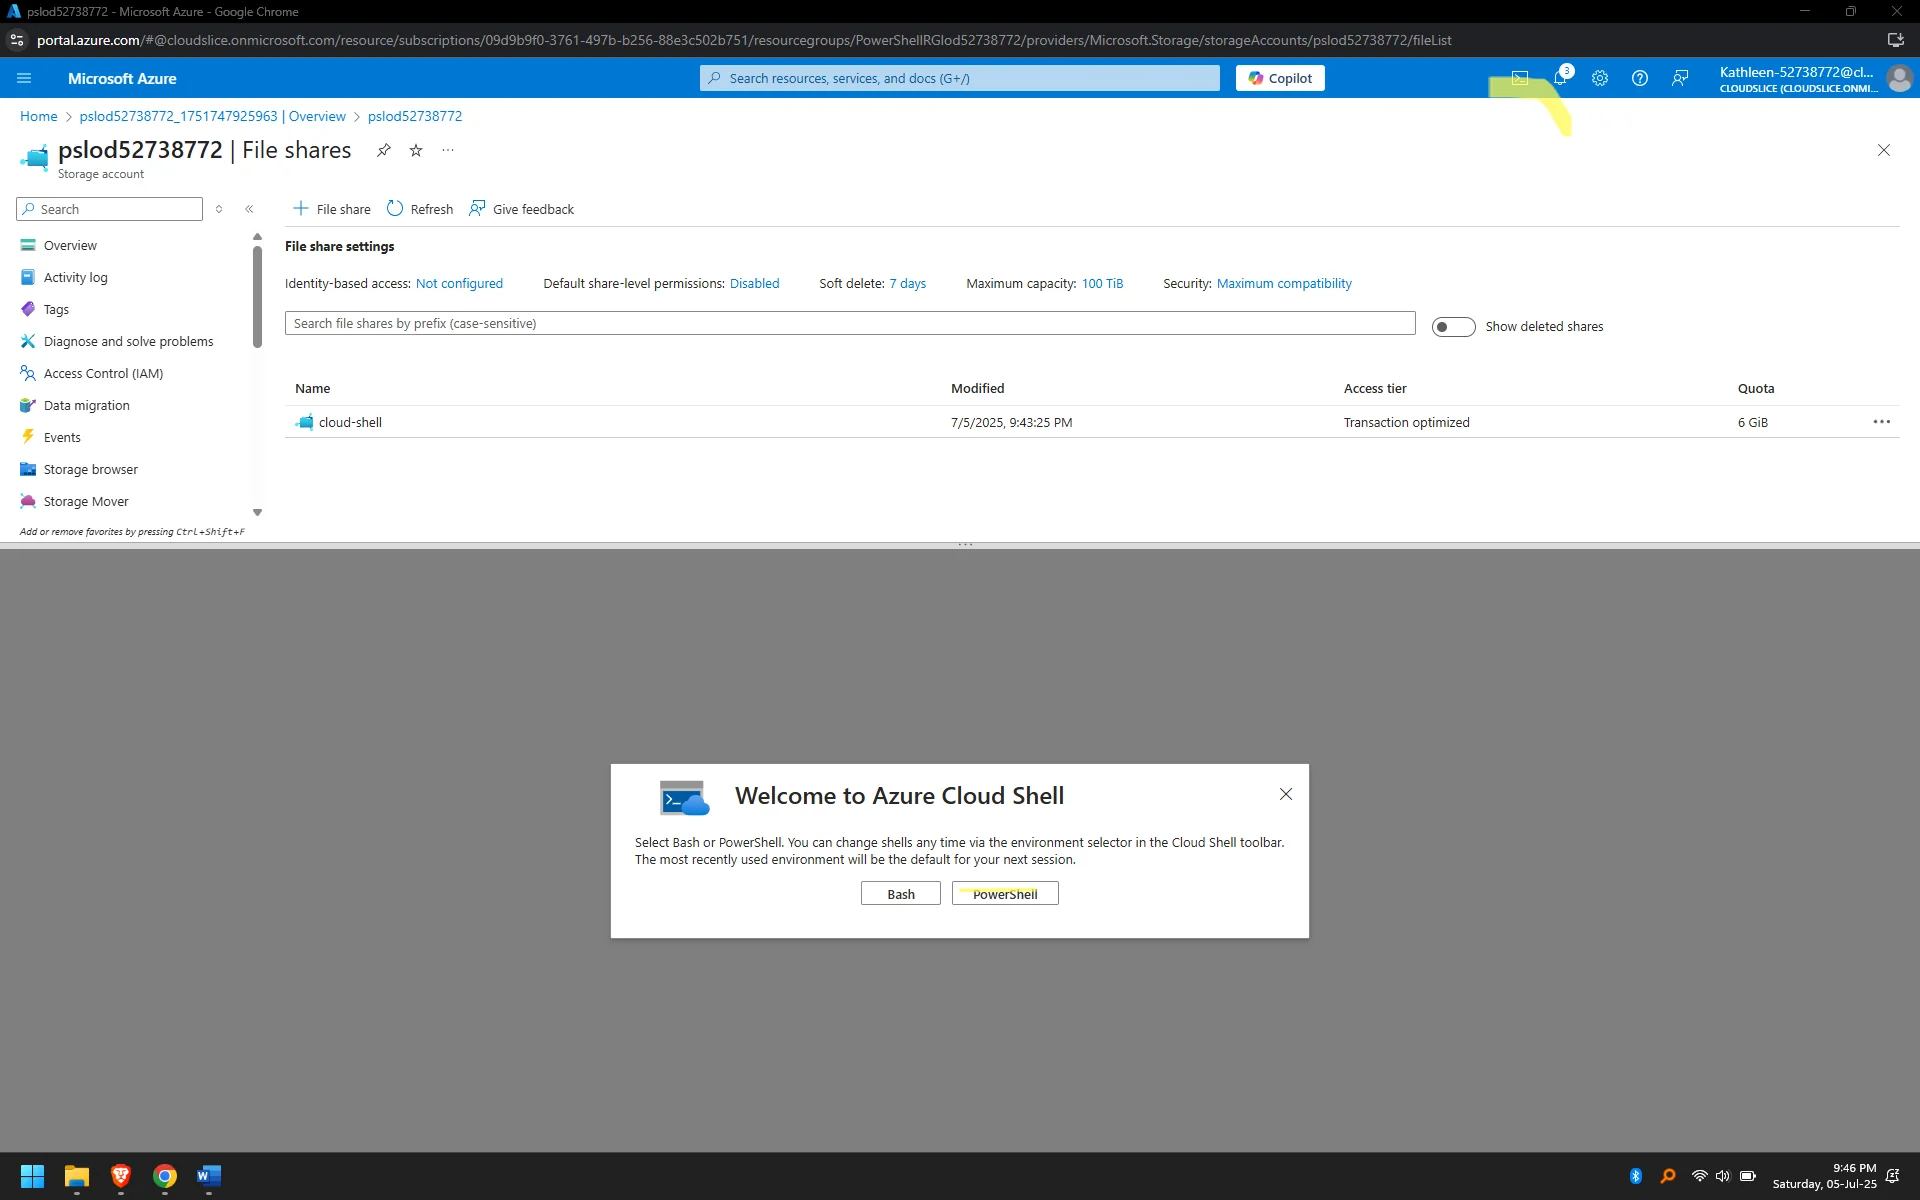 pslod52738772 - Microsoft Azure - Google Chrome
portal.azure.com/#@cloudslice.onmicrosoft.com/resource/subscriptions/09d9b9f0-3761-497b-b256-88e3c502b751/resourcegroups/PowerShellRGlod52738772/providers/Microsoft.Storage/storageAccounts/pslod52738772/fileList
Microsoft Azure
Search resources, services, and docs (G+/)
Copilot
3
Kathleen-52738772@cl...
CLOUDSLICE (CLOUDSLICE.ONMI...
Home > pslod52738772_1751747925963 | Overview > pslod52738772
pslod52738772 | File shares
Storage account
Search
File share
Refresh
Give feedback
Overview
Activity log
Tags
Diagnose and solve problems
Access Control (IAM)
Data migration
Events
Storage browser
Storage Mover
Add or remove favorites by pressing Ctrl+Shift+F
File share settings
Identity-based access: Not configured
Default share-level permissions: Disabled
Soft delete: 7 days
Maximum capacity: 100 TiB
Security: Maximum compatibility
Search file shares by prefix (case-sensitive)
Show deleted shares
Name Modified Access tier Quota
cloud-shell 7/5/2025, 9:43:25 PM Transaction optimized 6 GiB
Welcome to Azure Cloud Shell
Select Bash or PowerShell. You can change shells any time via the environment selector in the Cloud Shell toolbar.
The most recently used environment will be the default for your next session.
Bash
PowerShell
9:46 PM
Saturday, 05-Jul-25